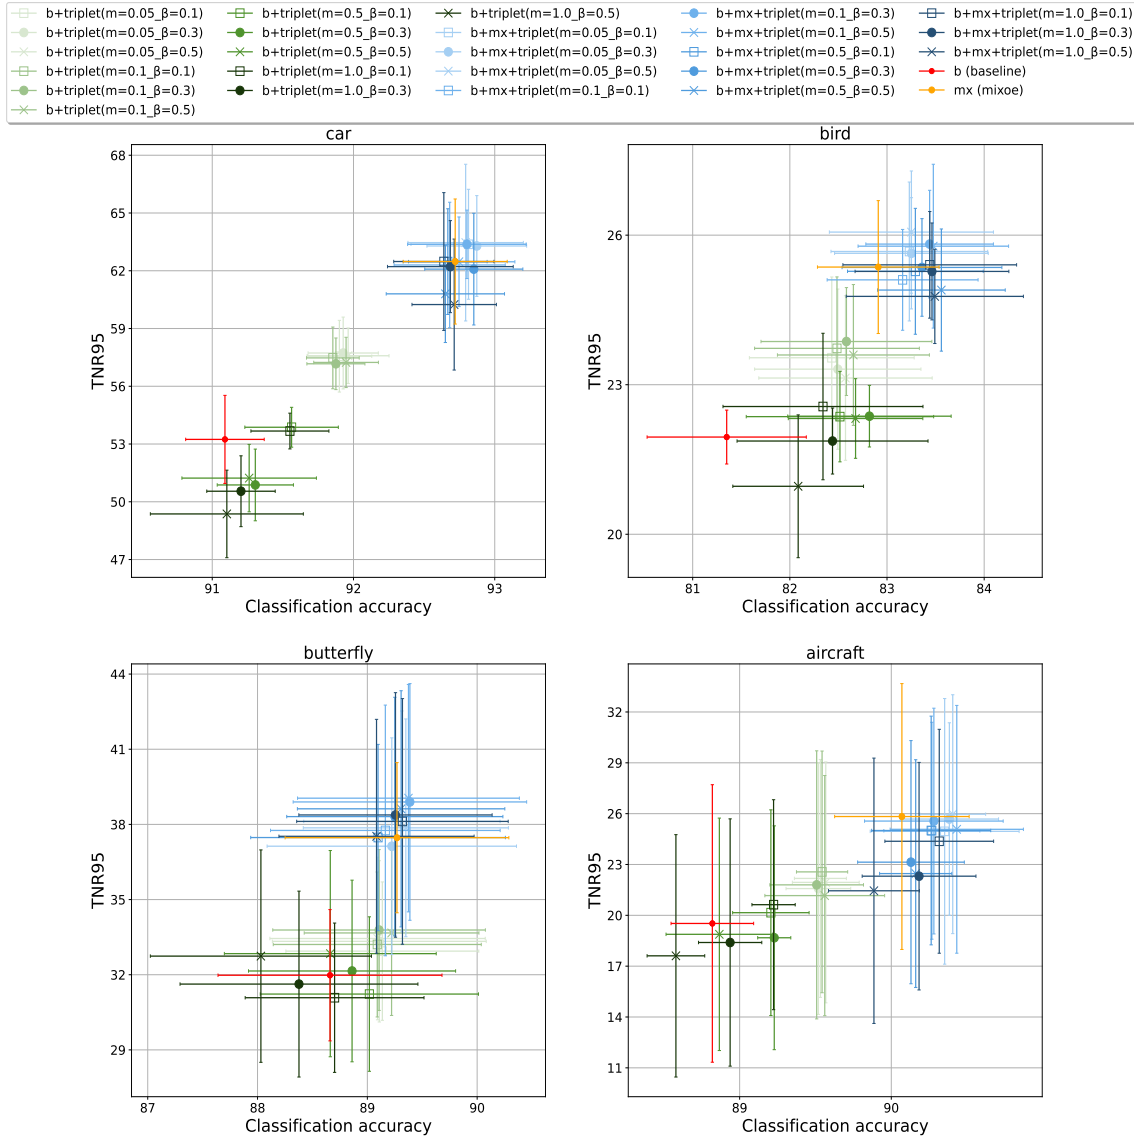 b+triplet(m=0.05_β=0.1)
b+triplet(m=0.05_β=0.3)
b+triplet(m=0.05_β=0.5)
b+triplet(m=0.1_β=0.1)
b+triplet(m=0.1_β=0.3)
b+triplet(m=0.1_β=0.5)
b+triplet(m=0.5_β=0.1)
b+triplet(m=0.5_β=0.3)
b+triplet(m=0.5_β=0.5)
b+triplet(m=1.0_β=0.1)
b+triplet(m=1.0_β=0.3)
b+triplet(m=1.0_β=0.5)
b+mx+triplet(m=0.05_β=0.1)
b+mx+triplet(m=0.05_β=0.3)
b+mx+triplet(m=0.05_β=0.5)
b+mx+triplet(m=0.1_β=0.1)
b+mx+triplet(m=0.1_β=0.3)
b+mx+triplet(m=0.1_β=0.5)
b+mx+triplet(m=0.5_β=0.1)
b+mx+triplet(m=0.5_β=0.3)
b+mx+triplet(m=0.5_β=0.5)
b+mx+triplet(m=1.0_β=0.1)
b+mx+triplet(m=1.0_β=0.3)
b+mx+triplet(m=1.0_β=0.5)
b (baseline)
mx (mixoe)
car
68
65
62
59
56
53
50
47
TNR95
91 92 93
Classification accuracy
bird
26
23
20
TNR95
81 82 83 84
Classification accuracy
butterfly
44
41
38
35
32
29
TNR95
87 88 89 90
Classification accuracy
aircraft
32
29
26
23
20
17
14
11
TNR95
89 90
Classification accuracy